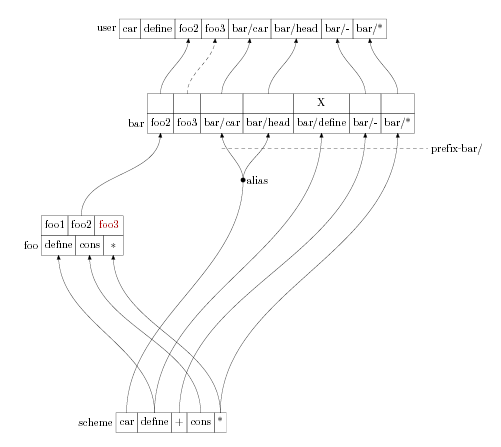 user car define foo2 foo3 bar/car bar/head bar/- bar/*
X
bar foo2 foo3 bar/car bar/head bar/define bar/- bar/*
prefix-bar/
alias
foo1 foo2 foo3
foo define cons *
scheme car define + cons *